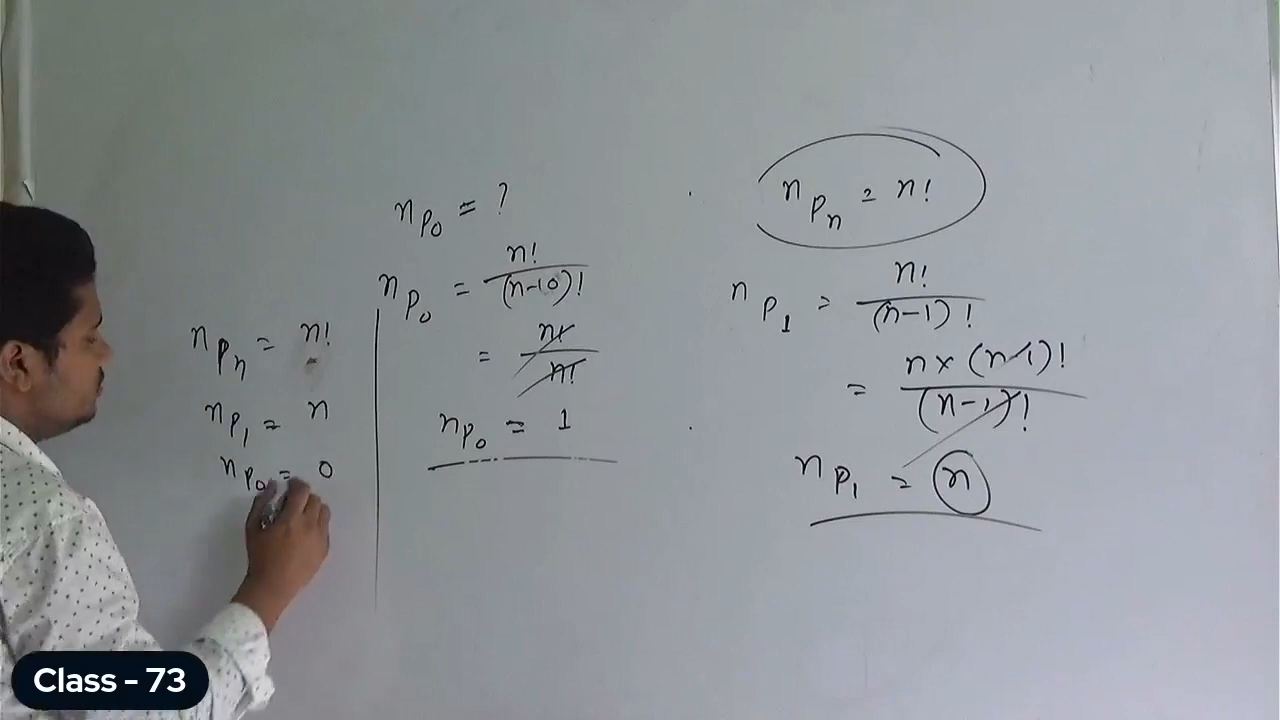 nPn = n!
nP1 = n
nP0 = 0
nP0 = ?
nP0 = n!/(n-0)!
= n!/n!
nP0 = 1
nPn = n!
nP1 = n!/(n-1)!
= n×(n-1)!/(n-1)!
nP1 = n
Class - 73